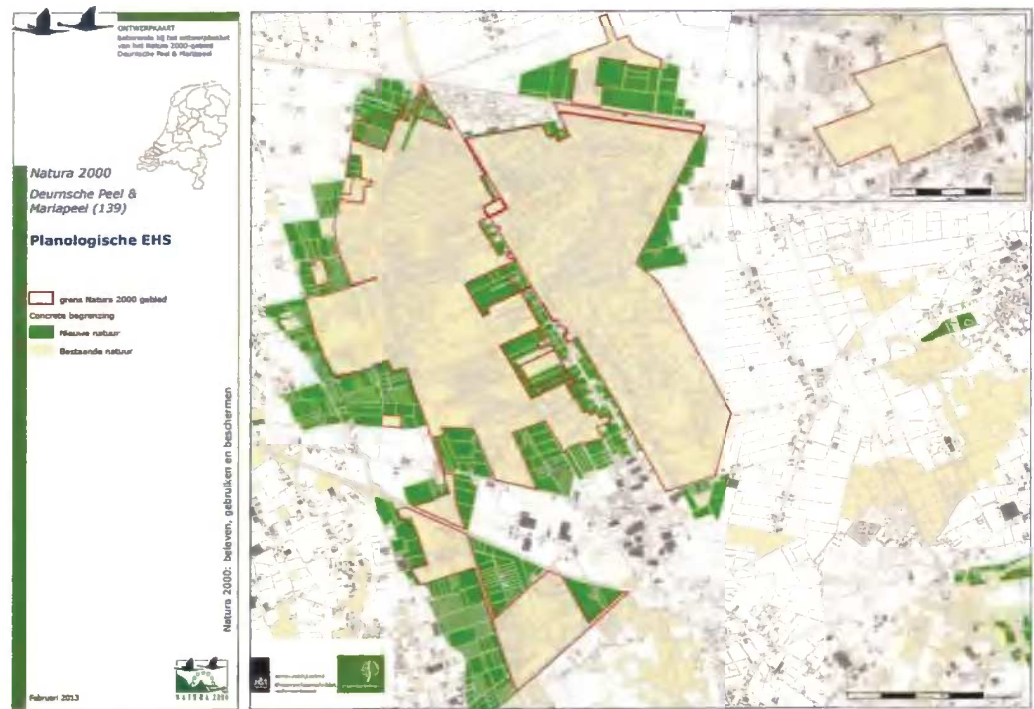 ONTWERPKAART
behorende bij het ontwerpbesluit
van het Natura 2000-gebied
Deurnsche Peel & Mariapeel
Natura 2000
Deurnsche Peel &
Mariapeel (139)
Planologische EHS
grens Natura 2000 gebied
Concrete begrenzing
Nieuwe natuur
Bestaande natuur
Natura 2000: beleven, gebruiken en beschermen
Februari 2013
NATURA 2000